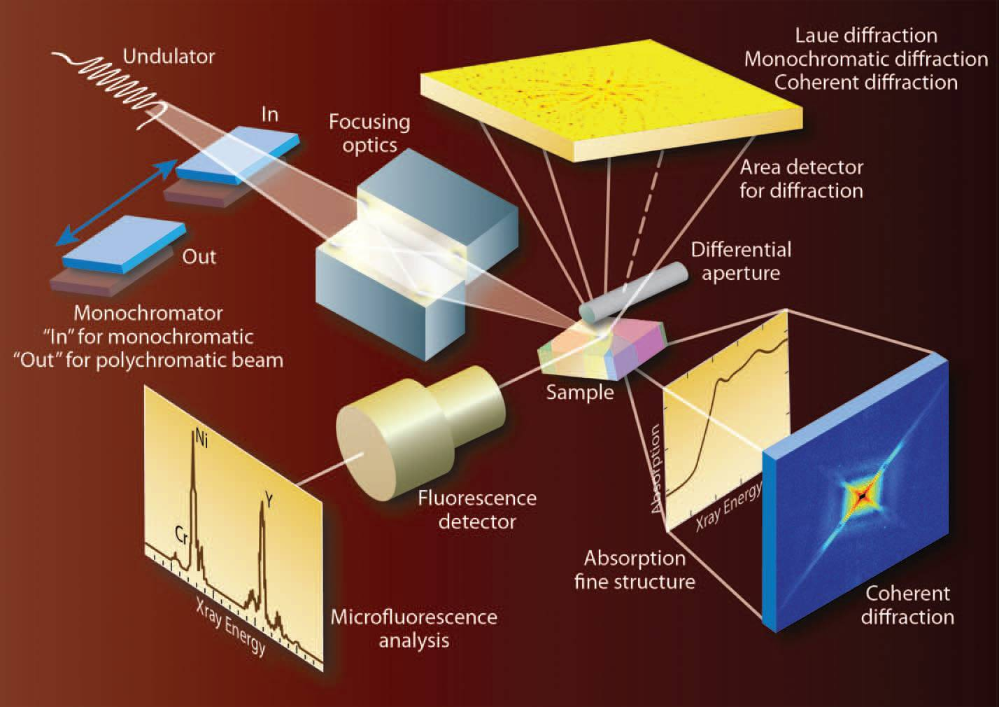 Undulator
In
Focusing
optics
Laue diffraction
Monochromatic diffraction
Coherent diffraction
Area detector
for diffraction
Out
Differential
aperture
Monochromator
“In” for monochromatic
“Out” for polychromatic beam
Sample
Ni
Y
Cr
Xray Energy
Fluorescence
detector
Microfluorescence
analysis
Absorption
Xray Energy
Absorption
fine structure
Coherent
diffraction